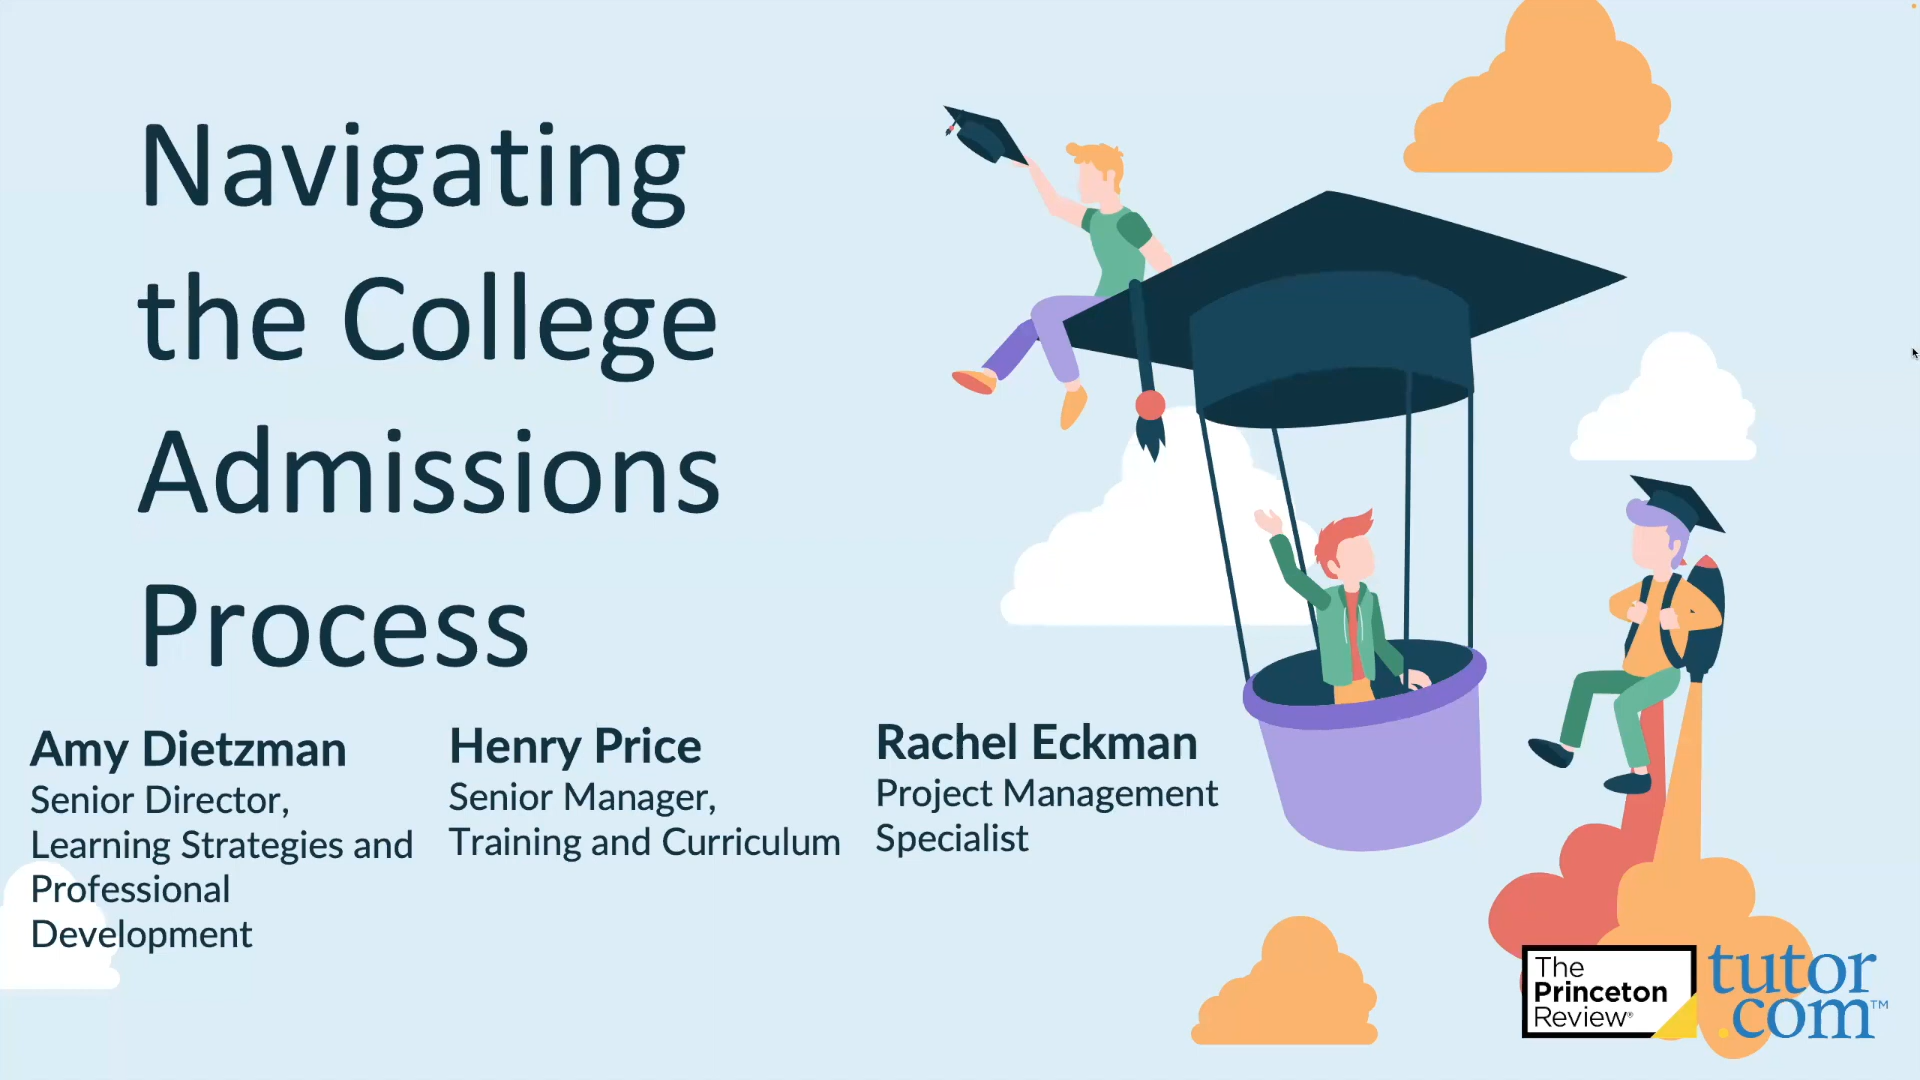 Navigating
the College
Admissions
Process
Amy Dietzman
Senior Director,
Learning Strategies and
Professional
Development
Henry Price
Senior Manager,
Training and Curriculum
Rachel Eckman
Project Management
Specialist
The
Princeton
Review®
tutor
.com™